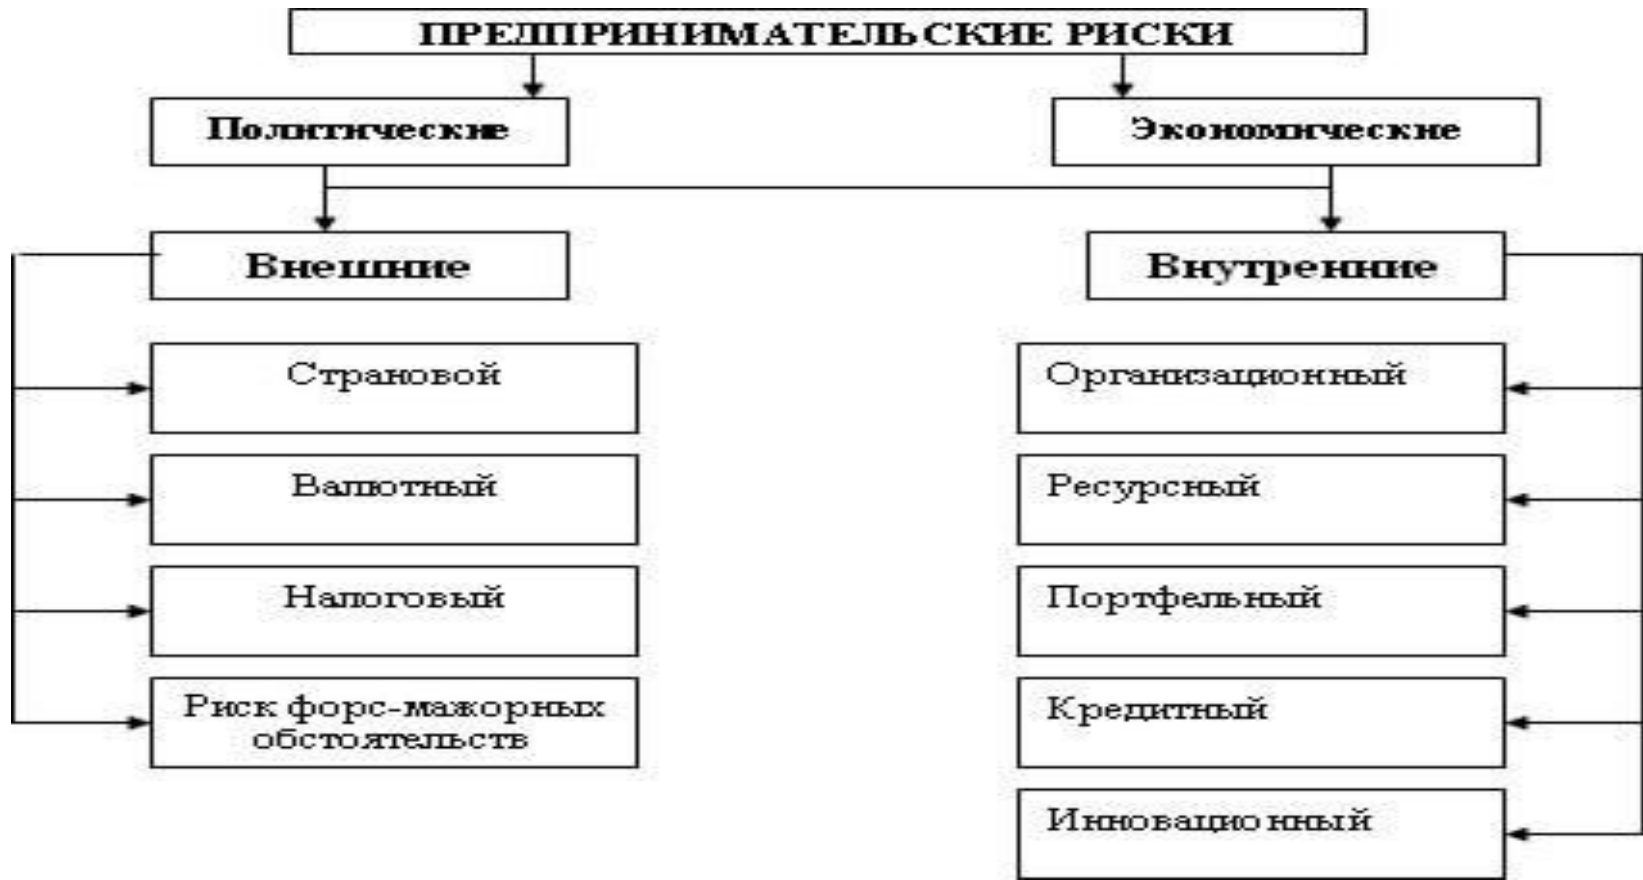 ПРЕДПРИНИМАТЕЛЬСКИЕ РИСКИ
Политические
Экономические
Внешние
Внутренние
Страновой
Организационный
Валютный
Ресурсный
Налоговый
Портфельный
Риск форс-мажорных
обстоятельств
Кредитный
Инновационный